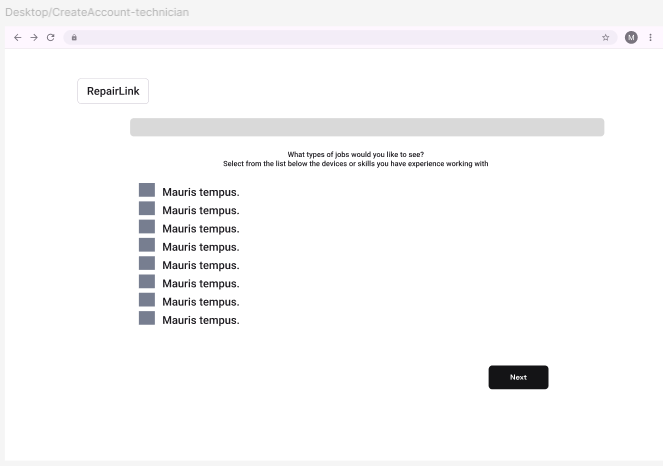 Desktop/CreateAccount-technician
M
RepairLink
What types of jobs would you like to see?
Select from the list below the devices or skills you have experience working with
Mauris tempus.
Mauris tempus.
Mauris tempus.
Mauris tempus.
Mauris tempus.
Mauris tempus.
Mauris tempus.
Mauris tempus.
Next